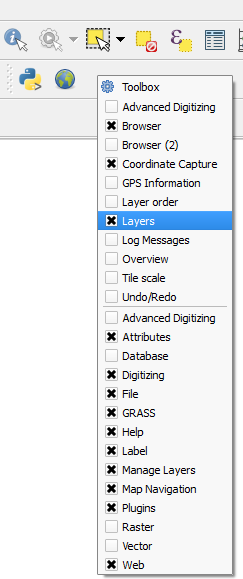 Toolbox
Advanced Digitizing
Browser
Browser (2)
Coordinate Capture
GPS Information
Layer order
Layers
Log Messages
Overview
Tile scale
Undo/Redo
Advanced Digitizing
Attributes
Database
Digitizing
File
GRASS
Help
Label
Manage Layers
Map Navigation
Plugins
Raster
Vector
Web